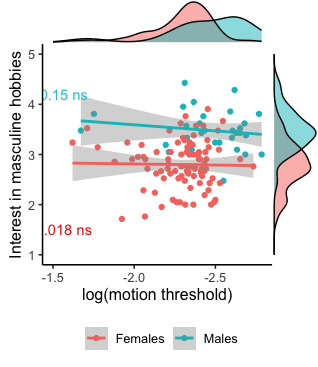 5
0.15 ns
4
3
2
.018 ns
1
Interest in masculine hobbies
-1.5 -2.0 -2.5
log(motion threshold)
Females Males